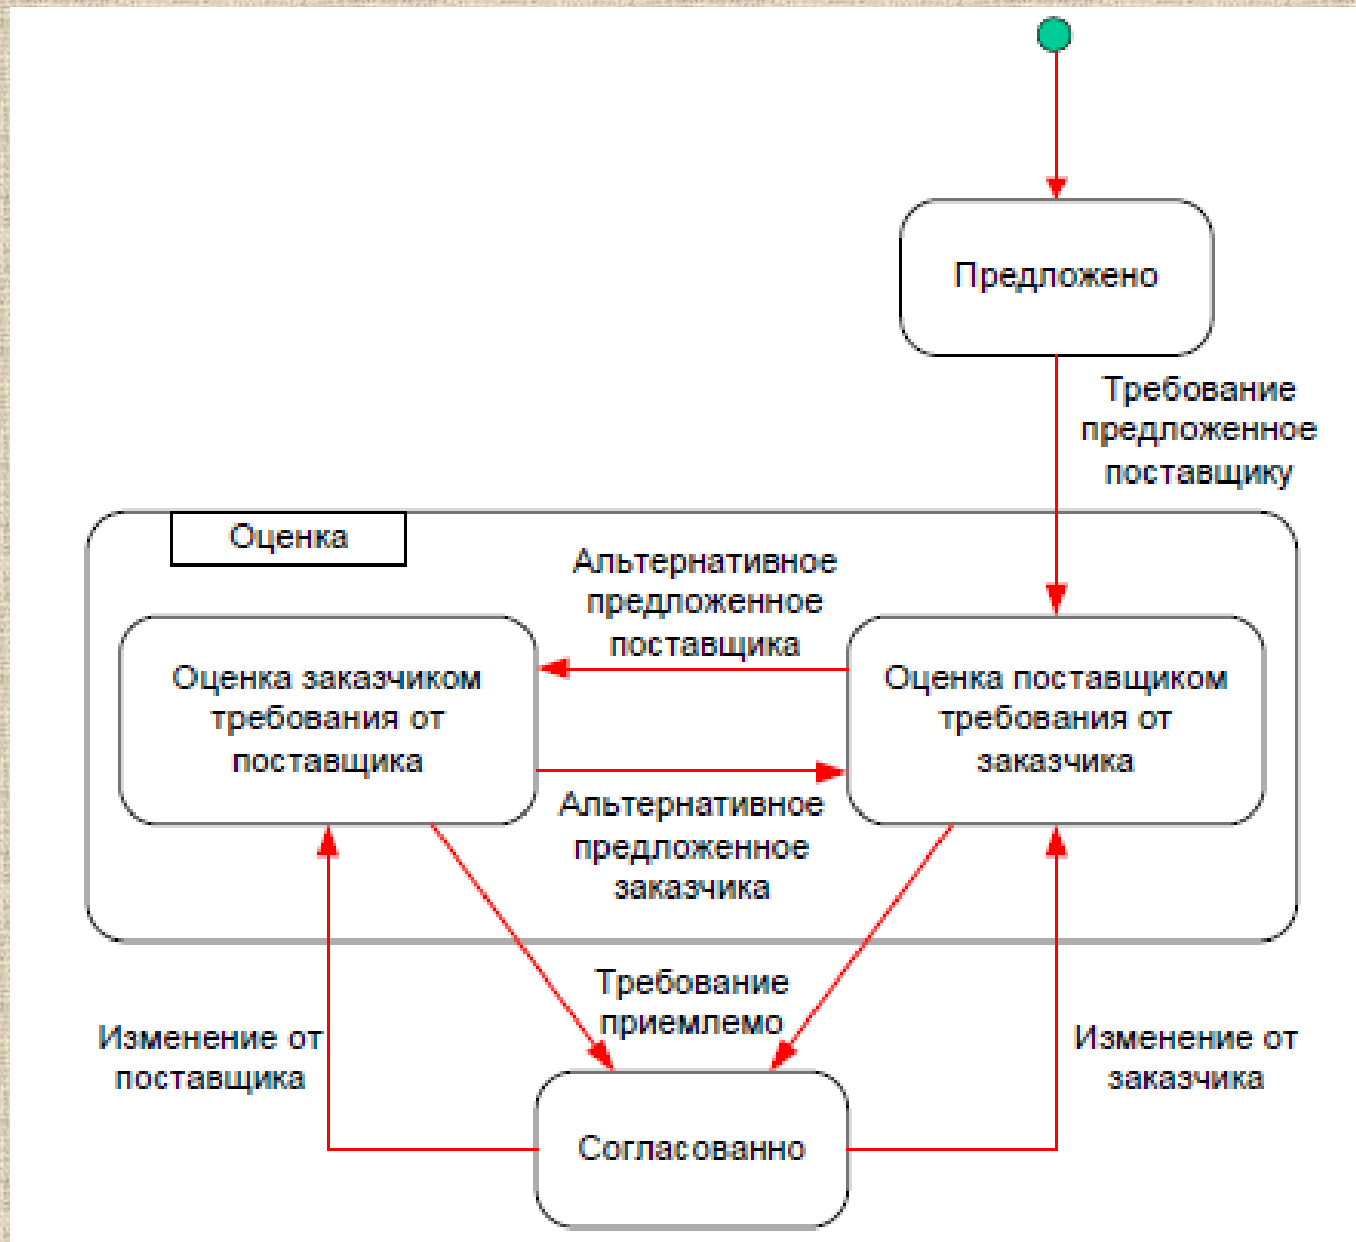 Предложено
Требование
предложенное
поставщику
Оценка
Альтернативное
предложенное
поставщика
Оценка заказчиком
требования от
поставщика
Оценка поставщиком
требования от
заказчика
Альтернативное
предложенное
заказчика
Требование
приемлемо
Изменение от
поставщика
Изменение от
заказчика
Согласованно